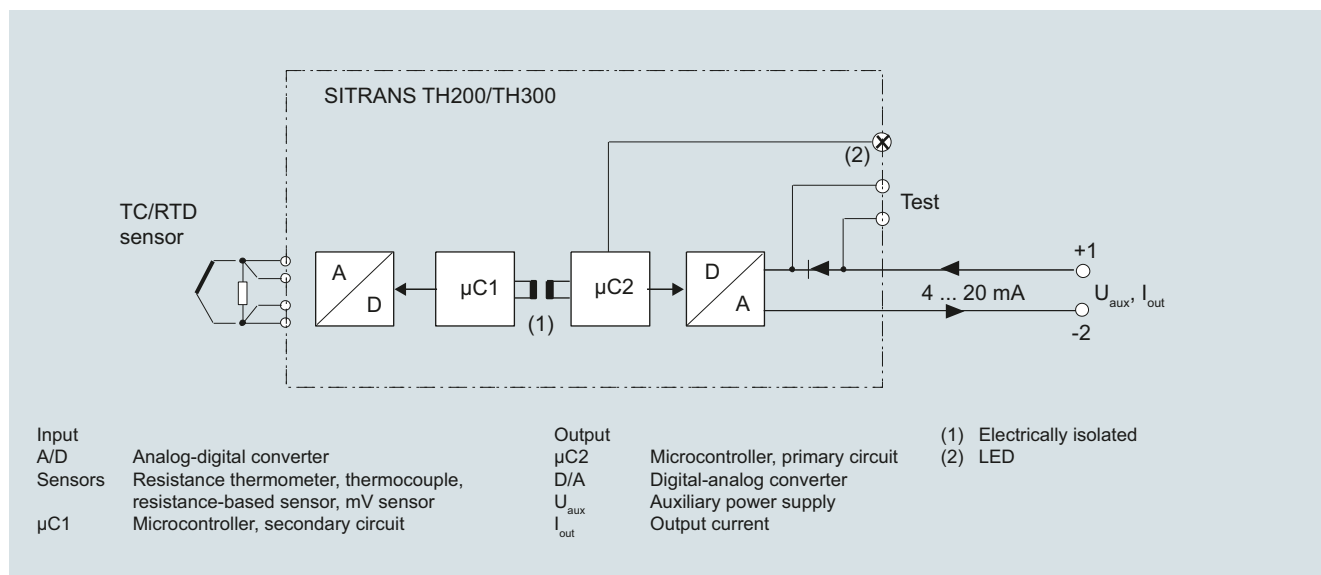 SITRANS TH200/TH300
(2)
Test
TC/RTD
sensor
A
D
µC1
(1)
µC2
D
A
+1
4 ... 20 mA
Uaux, Iout
-2
Input
A/D Analog-digital converter
Sensors Resistance thermometer, thermocouple,
resistance-based sensor, mV sensor
µC1 Microcontroller, secondary circuit
Output
µC2 Microcontroller, primary circuit
D/A Digital-analog converter
Uaux Auxiliary power supply
Iout Output current
(1) Electrically isolated
(2) LED